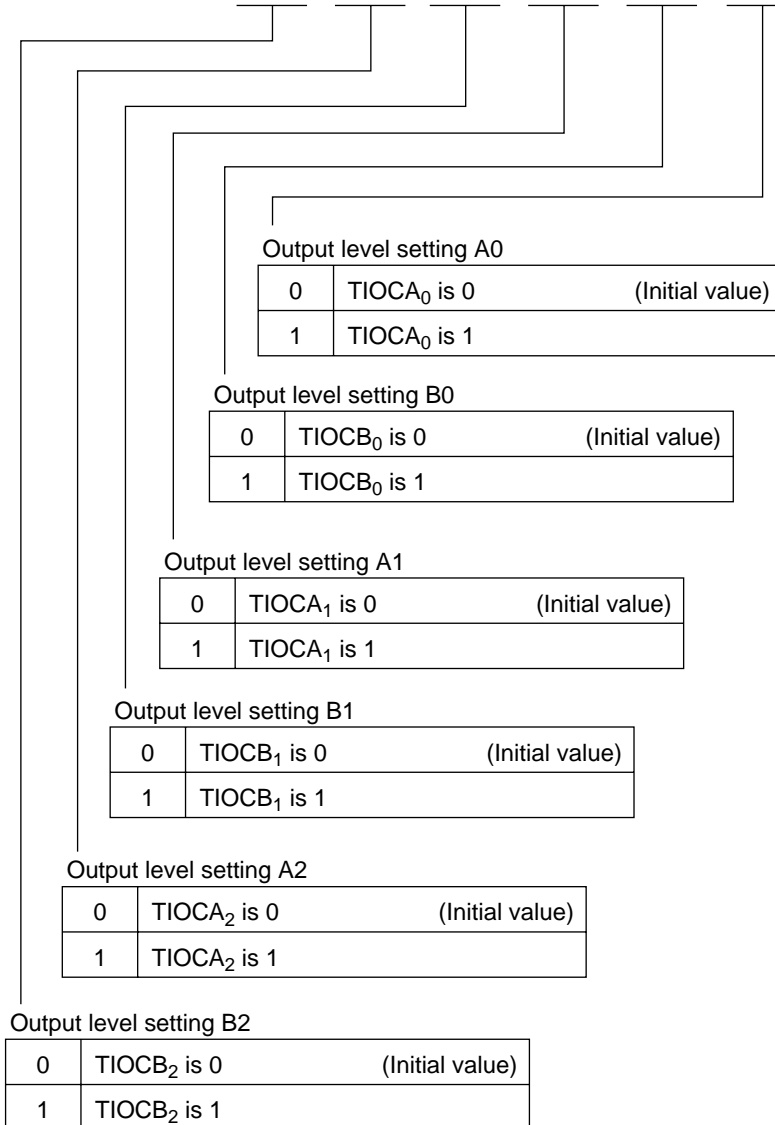 Output level setting A0
0 TIOCA₀ is 0 (Initial value)
1 TIOCA₀ is 1
Output level setting B0
0 TIOCB₀ is 0 (Initial value)
1 TIOCB₀ is 1
Output level setting A1
0 TIOCA₁ is 0 (Initial value)
1 TIOCA₁ is 1
Output level setting B1
0 TIOCB₁ is 0 (Initial value)
1 TIOCB₁ is 1
Output level setting A2
0 TIOCA₂ is 0 (Initial value)
1 TIOCA₂ is 1
Output level setting B2
0 TIOCB₂ is 0 (Initial value)
1 TIOCB₂ is 1